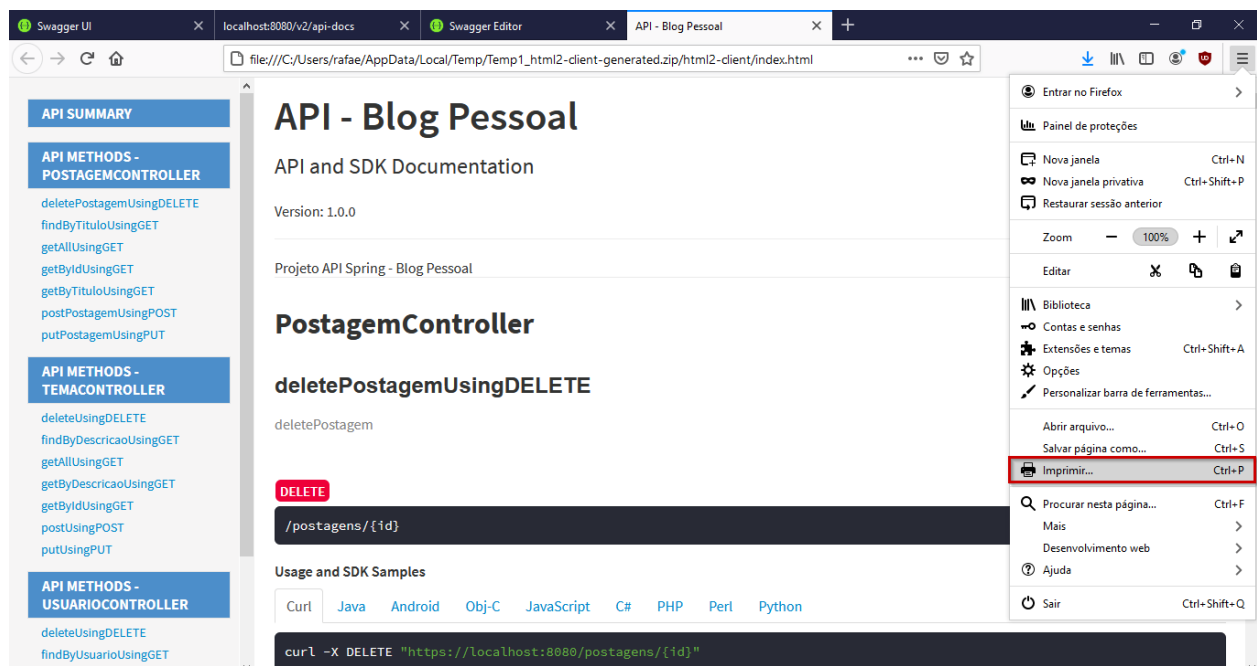 Swagger UI
localhost:8080/v2/api-docs
Swagger Editor
API - Blog Pessoal
file:///C:/Users/rafae/AppData/Local/Temp/Temp1_html2-client-generated.zip/html2-client/index.html
API SUMMARY
API METHODS -
POSTAGEMCONTROLLER
deletePostagemUsingDELETE
findByTituloUsingGET
getAllUsingGET
getByIdUsingGET
getByTituloUsingGET
postPostagemUsingPOST
putPostagemUsingPUT
API METHODS -
TEMACONTROLLER
deleteUsingDELETE
findByDescricaoUsingGET
getAllUsingGET
getByDescricaoUsingGET
getByIdUsingGET
postUsingPOST
putUsingPUT
API METHODS -
USUARIOCONTROLLER
deleteUsingDELETE
findByUsuarioUsingGET
API - Blog Pessoal
API and SDK Documentation
Version: 1.0.0
Projeto API Spring - Blog Pessoal
PostagemController
deletePostagemUsingDELETE
deletePostagem
DELETE
/postagens/{id}
Usage and SDK Samples
Curl Java Android Obj-C JavaScript C# PHP Perl Python
curl -X DELETE "https://localhost:8080/postagens/{id}"
Entrar no Firefox
Painel de proteções
Nova janela Ctrl+N
Nova janela privativa Ctrl+Shift+P
Restaurar sessão anterior
Zoom 100%
Editar
Biblioteca
Contas e senhas
Extensões e temas Ctrl+Shift+A
Opções
Personalizar barra de ferramentas...
Abrir arquivo... Ctrl+O
Salvar página como... Ctrl+S
Imprimir... Ctrl+P
Procurar nesta página... Ctrl+F
Mais
Desenvolvimento web
Ajuda
Sair Ctrl+Shift+Q